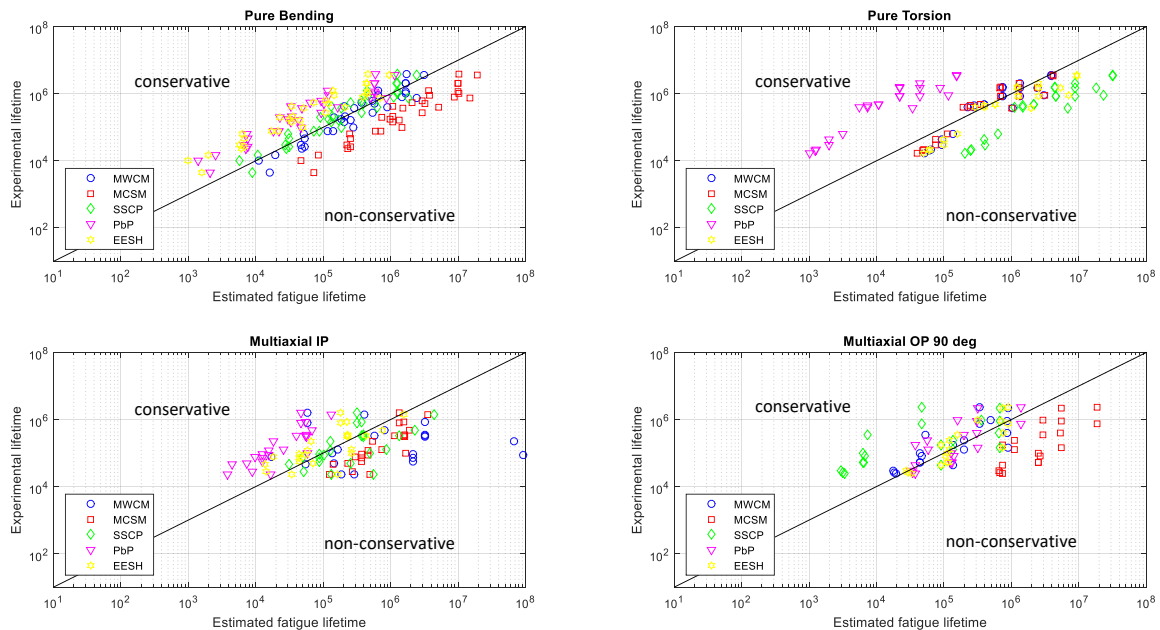 Pure Bending
10^8
10^6
10^4
10^2
Experimental lifetime
conservative
non-conservative
MWCM
MCSM
SSCP
PbP
EESH
10^1 10^2 10^3 10^4 10^5 10^6 10^7 10^8
Estimated fatigue lifetime
Pure Torsion
10^8
10^6
10^4
10^2
Experimental lifetime
conservative
non-conservative
MWCM
MCSM
SSCP
PbP
EESH
10^1 10^2 10^3 10^4 10^5 10^6 10^7 10^8
Estimated fatigue lifetime
Multiaxial IP
10^8
10^6
10^4
10^2
Experimental lifetime
conservative
non-conservative
MWCM
MCSM
SSCP
PbP
EESH
10^1 10^2 10^3 10^4 10^5 10^6 10^7 10^8
Estimated fatigue lifetime
Multiaxial OP 90 deg
10^8
10^6
10^4
10^2
Experimental lifetime
conservative
non-conservative
MWCM
MCSM
SSCP
PbP
EESH
10^1 10^2 10^3 10^4 10^5 10^6 10^7 10^8
Estimated fatigue lifetime